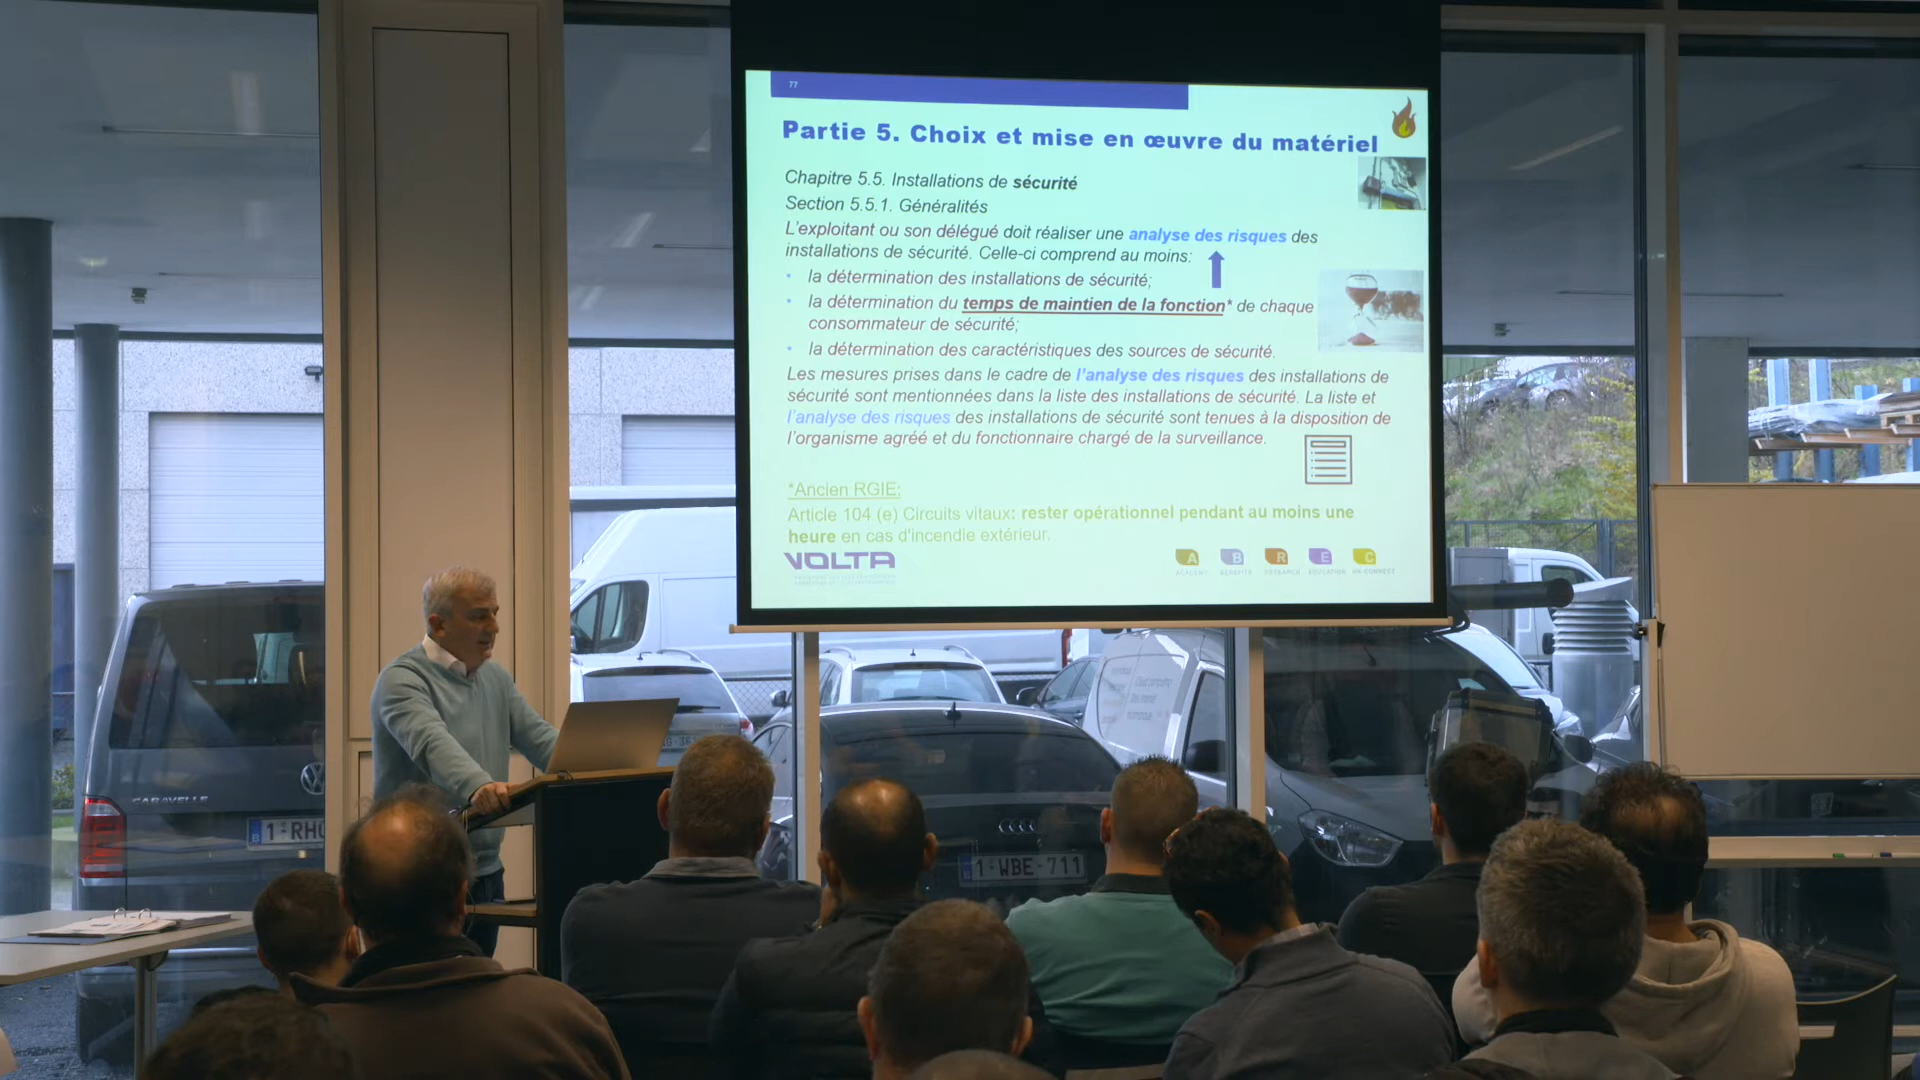 77
Partie 5. Choix et mise en œuvre du matériel
Chapitre 5.5. Installations de sécurité
Section 5.5.1. Généralités
L'exploitant ou son délégué doit réaliser une analyse des risques des
installations de sécurité. Celle-ci comprend au moins:
• la détermination des installations de sécurité;
• la détermination du temps de maintien de la fonction* de chaque
consommateur de sécurité;
• la détermination des caractéristiques des sources de sécurité.
Les mesures prises dans le cadre de l'analyse des risques des installations de
sécurité sont mentionnées dans la liste des installations de sécurité. La liste et
l'analyse des risques des installations de sécurité sont tenues à la disposition de
l'organisme agréé et du fonctionnaire chargé de la surveillance.
*Ancien RGIE:
Article 104 (e) Circuits vitaux: rester opérationnel pendant au moins une
heure en cas d'incendie extérieur.
VOLTA
A B R E C
ACADEMY BENEFITS RESEARCH EDUCATION HR-CONNECT
CARAVELLE
B 1-RHO
1-WBE-711